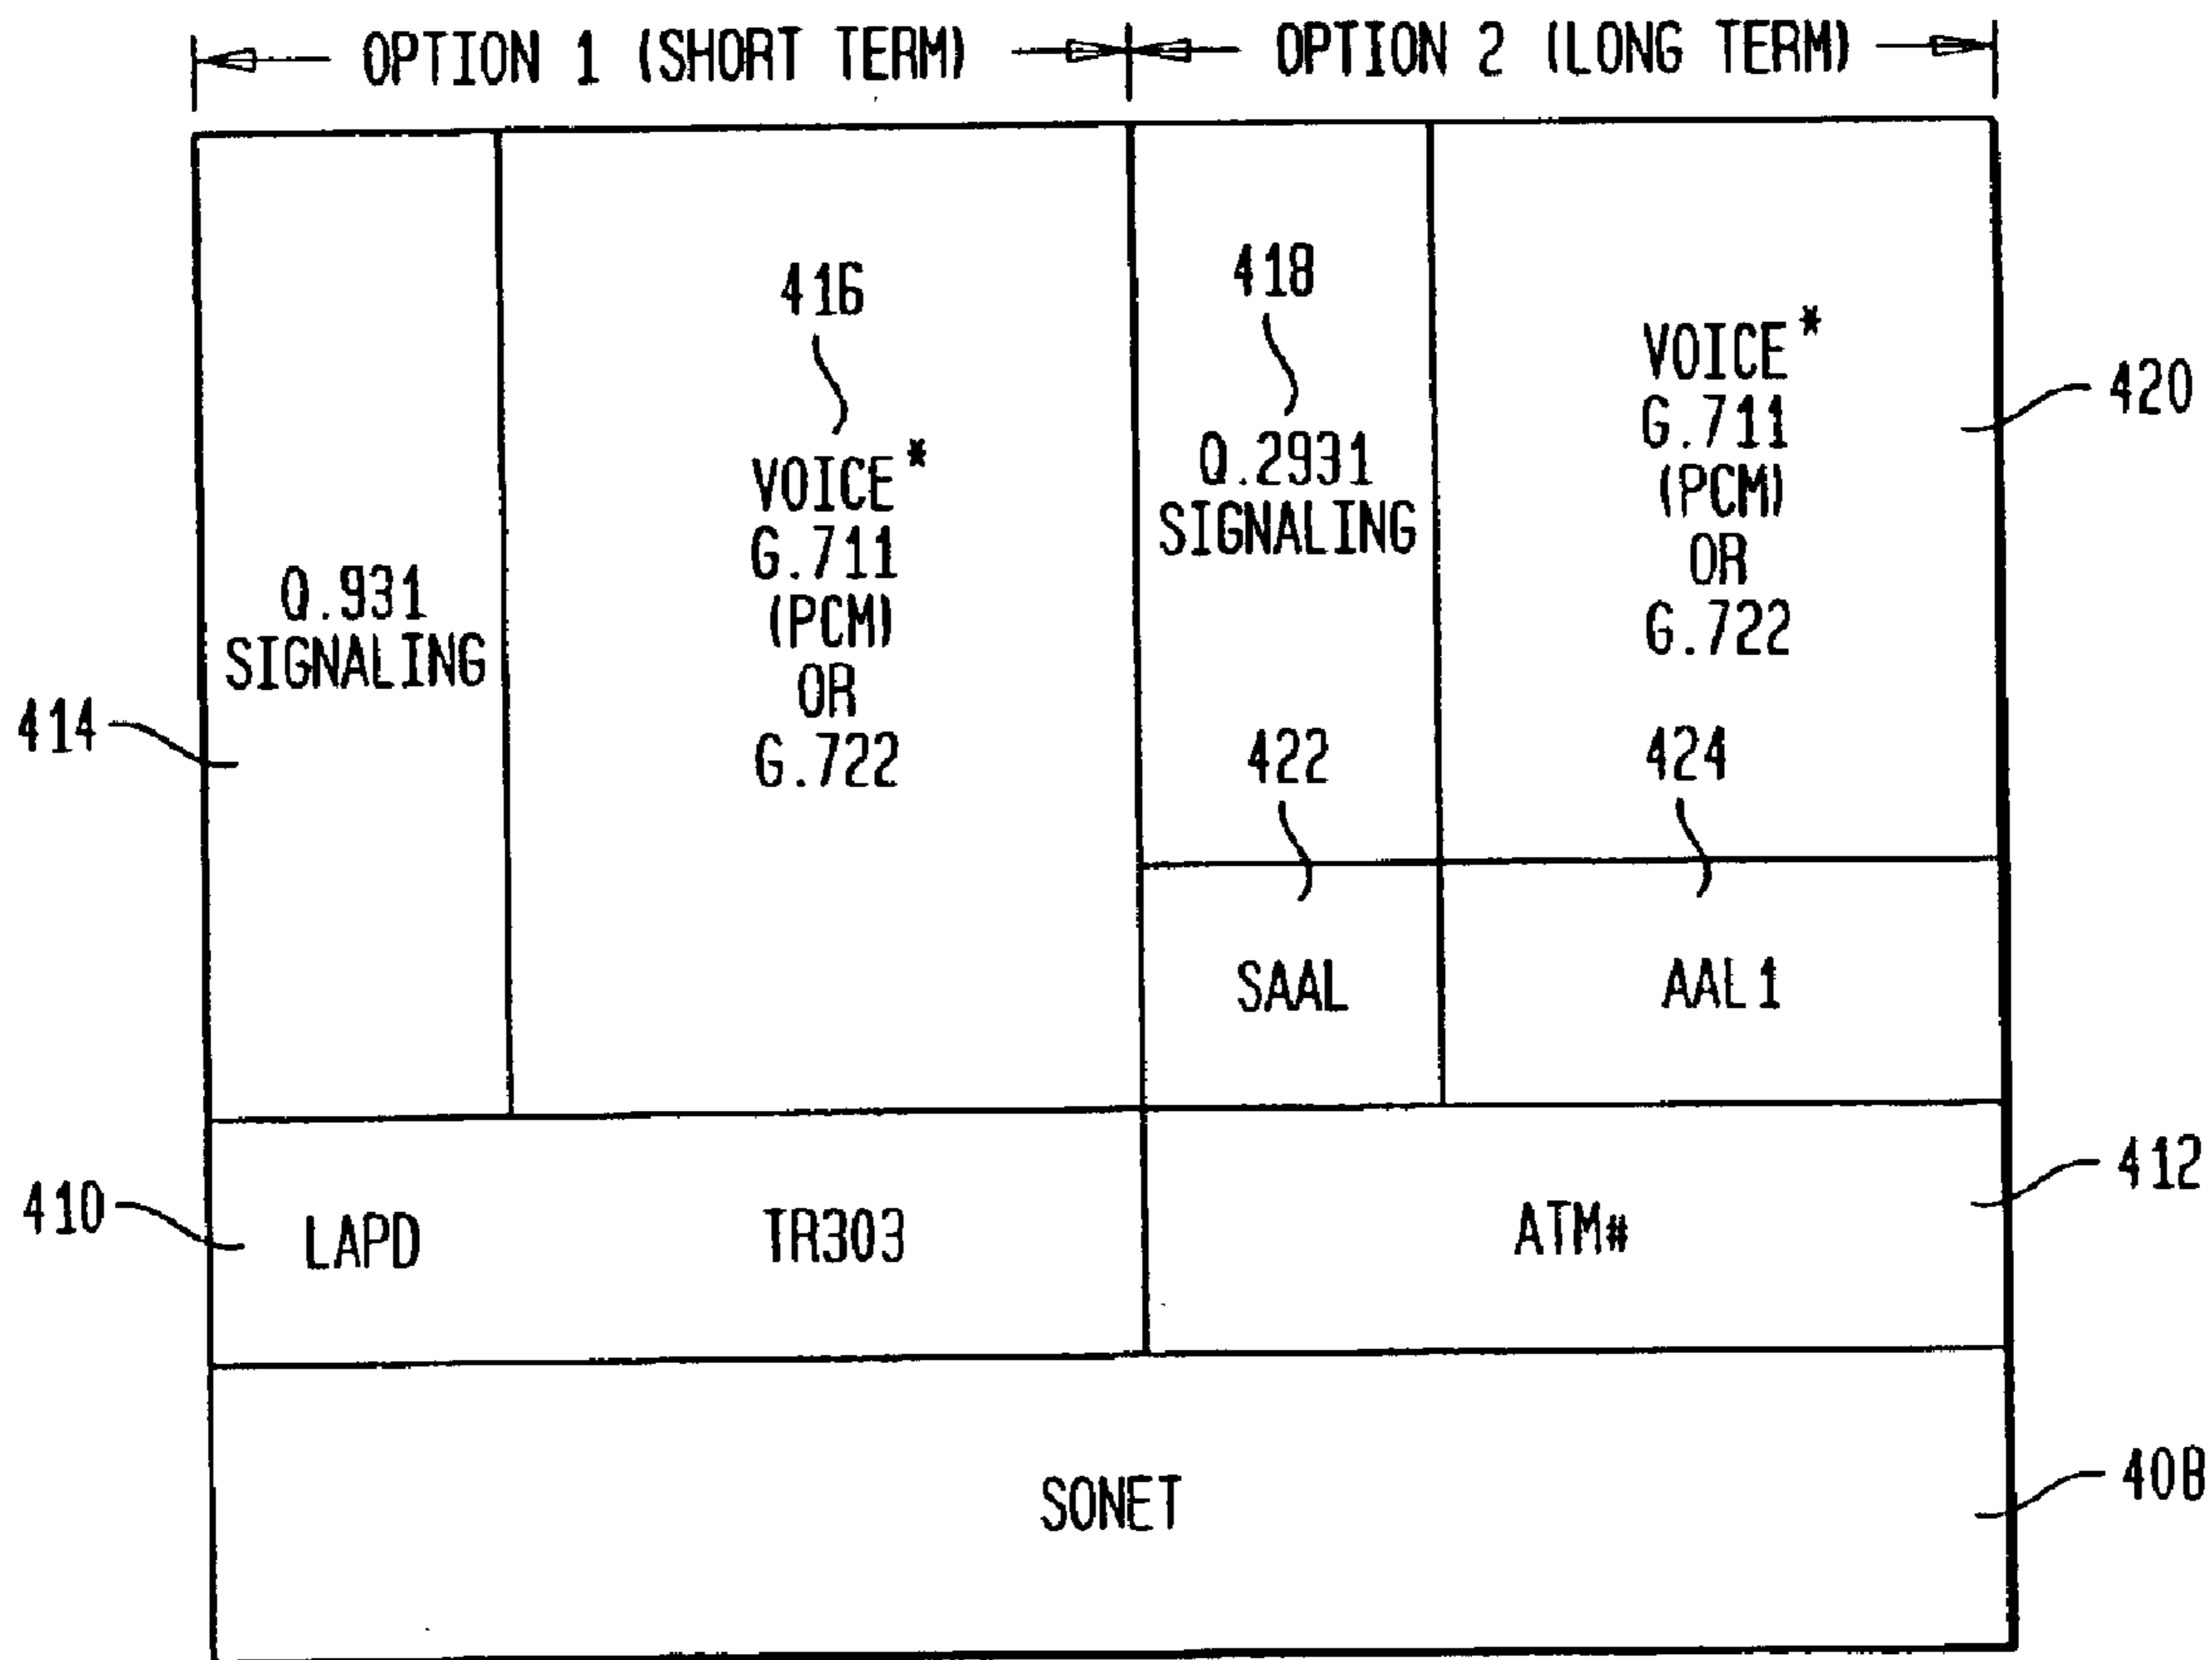 OPTION 1 (SHORT TERM)
OPTION 2 (LONG TERM)
414
Q.931
SIGNALING
416
VOICE*
G.711
(PCM)
OR
G.722
418
Q.2931
SIGNALING
420
VOICE*
G.711
(PCM)
OR
G.722
422
SAAL
424
AAL1
410
LAPD
TR303
ATM#
412
SONET
408